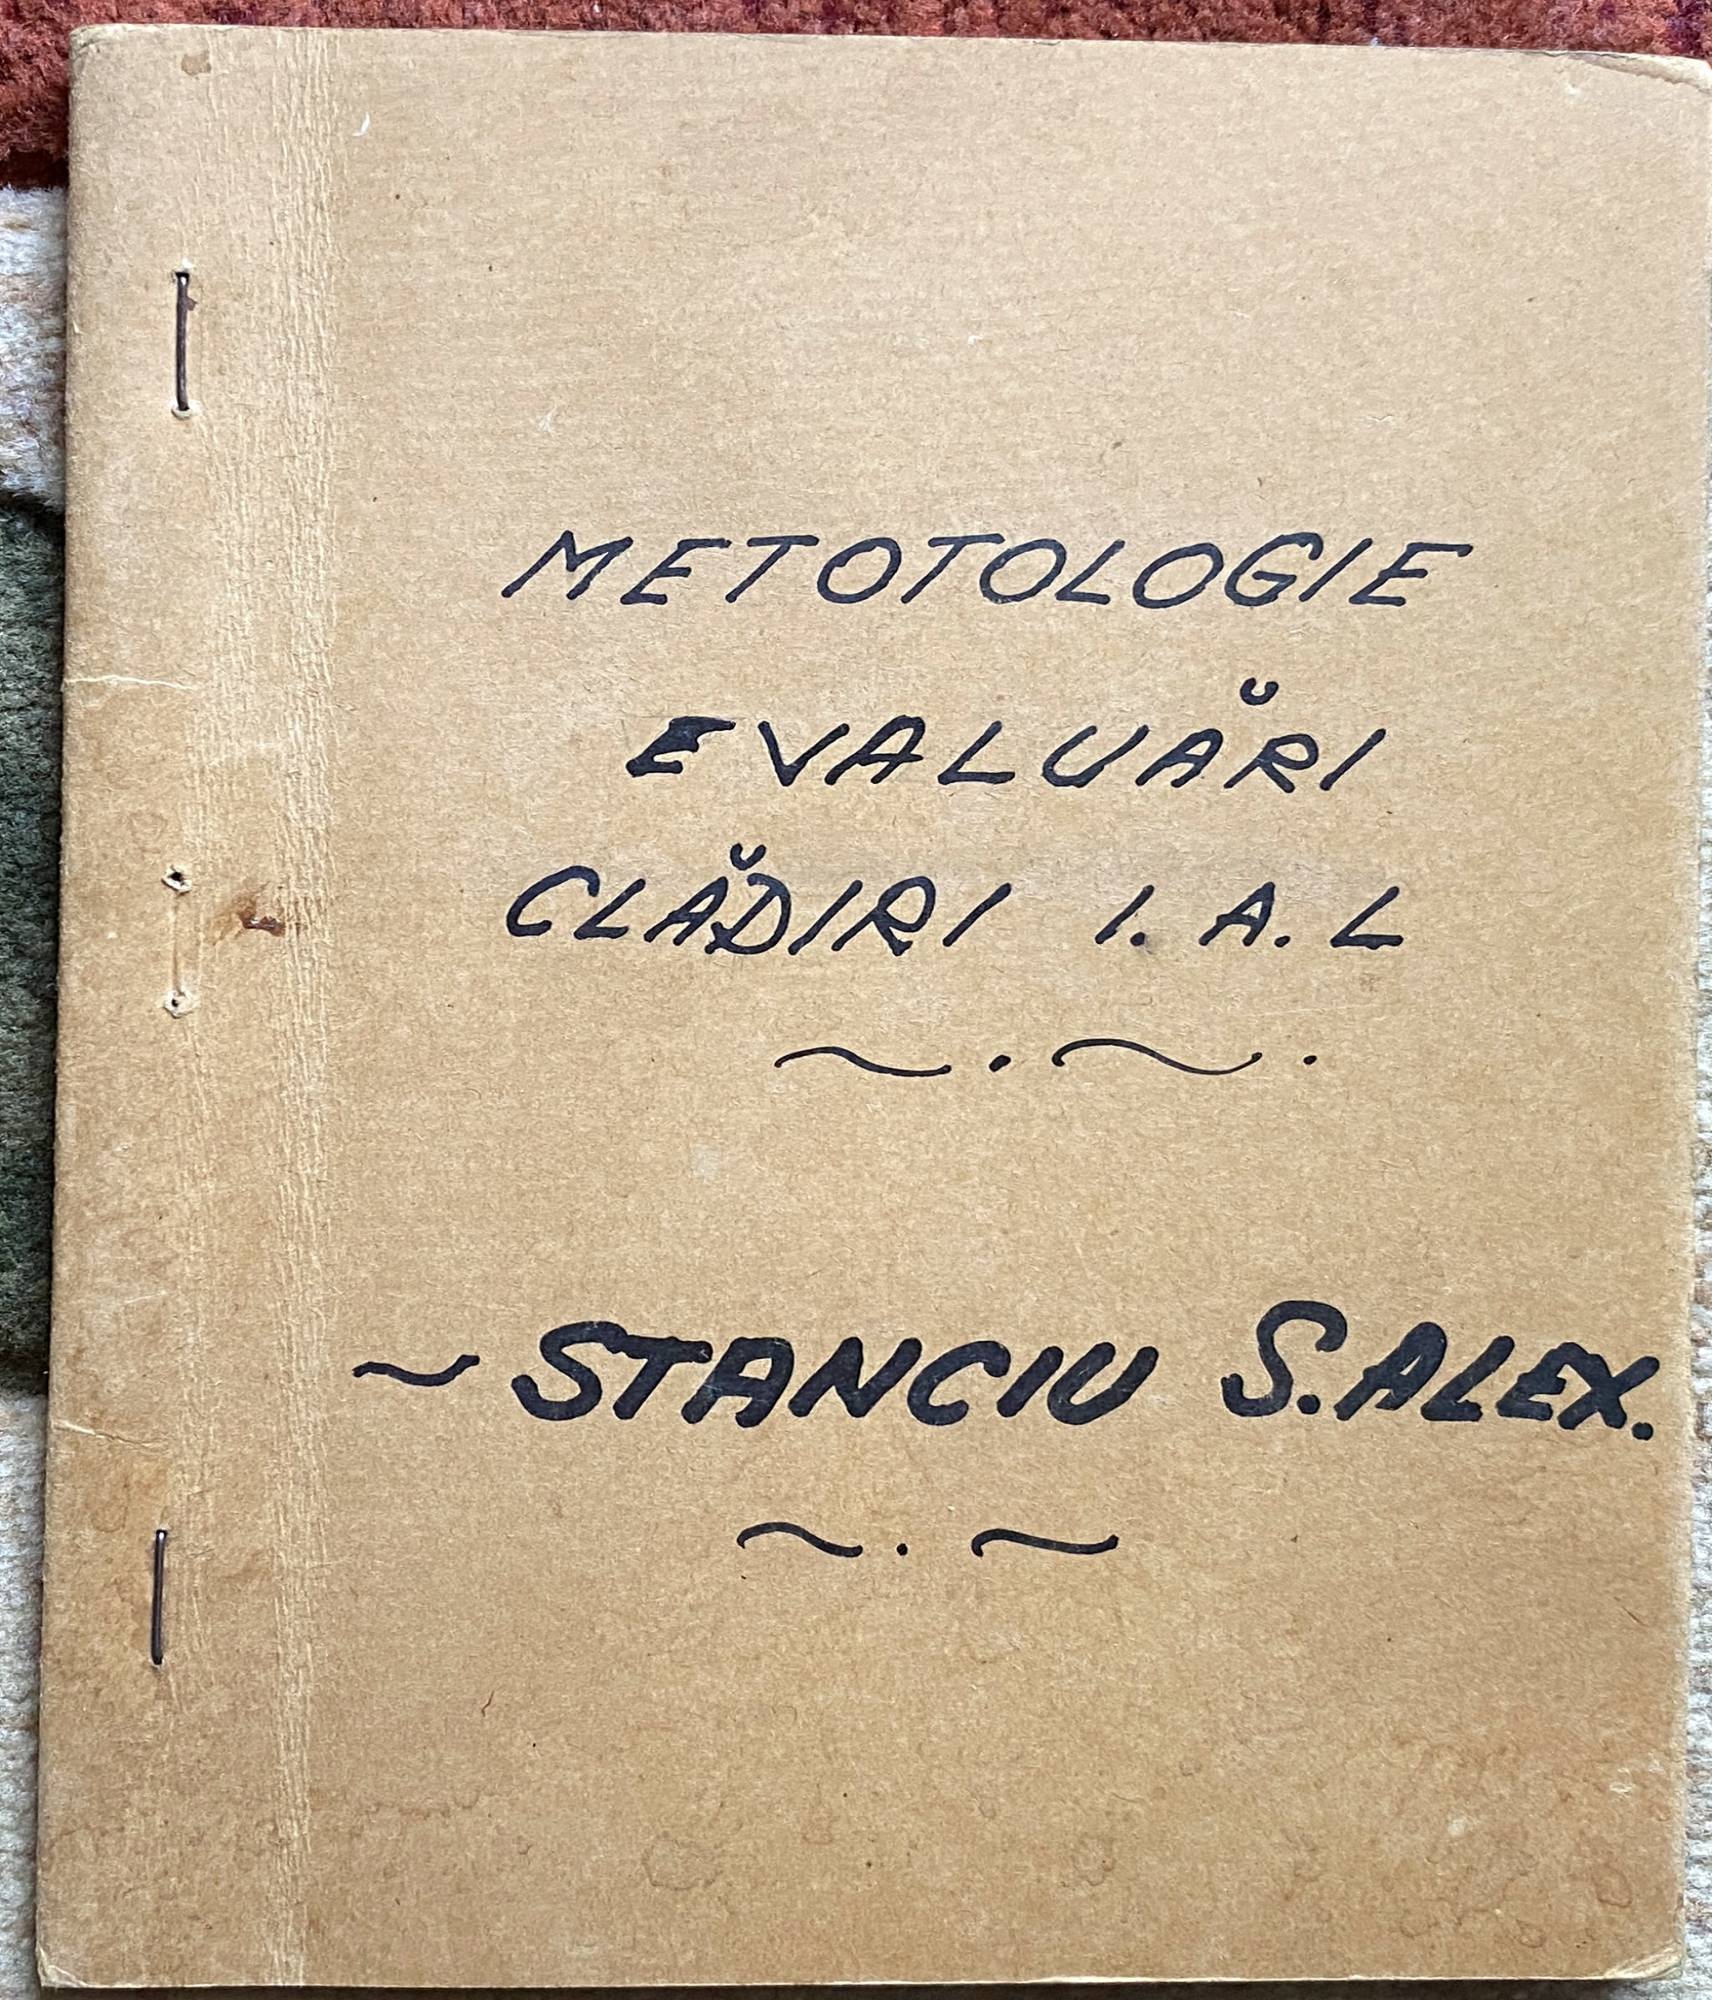 METOTOLOGIE
EVALUĂRI
CLĂDIRI I.A.L
~.~.
~STANCIU S.ALEX.
~.~